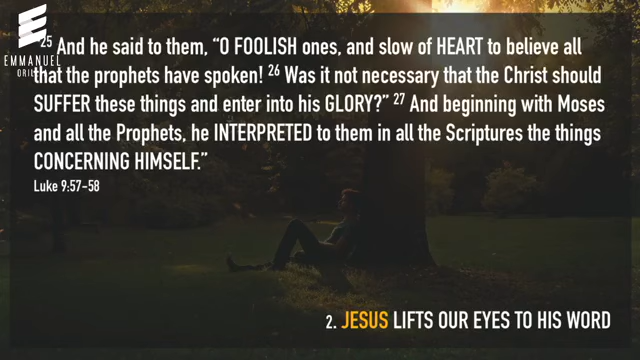 EMMANUEL
25 And he said to them, “O FOOLISH ones, and slow of HEART to believe all
that the prophets have spoken! 26 Was it not necessary that the Christ should
SUFFER these things and enter into his GLORY?” 27 And beginning with Moses
and all the Prophets, he INTERPRETED to them in all the Scriptures the things
CONCERNING HIMSELF.”
Luke 9:57-58
2. JESUS LIFTS OUR EYES TO HIS WORD